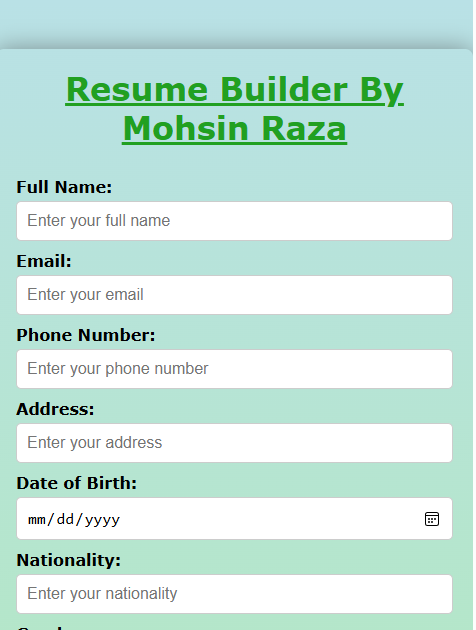 Resume Builder By
Mohsin Raza
Full Name:
Enter your full name
Email:
Enter your email
Phone Number:
Enter your phone number
Address:
Enter your address
Date of Birth:
mm/dd/yyyy
Nationality:
Enter your nationality